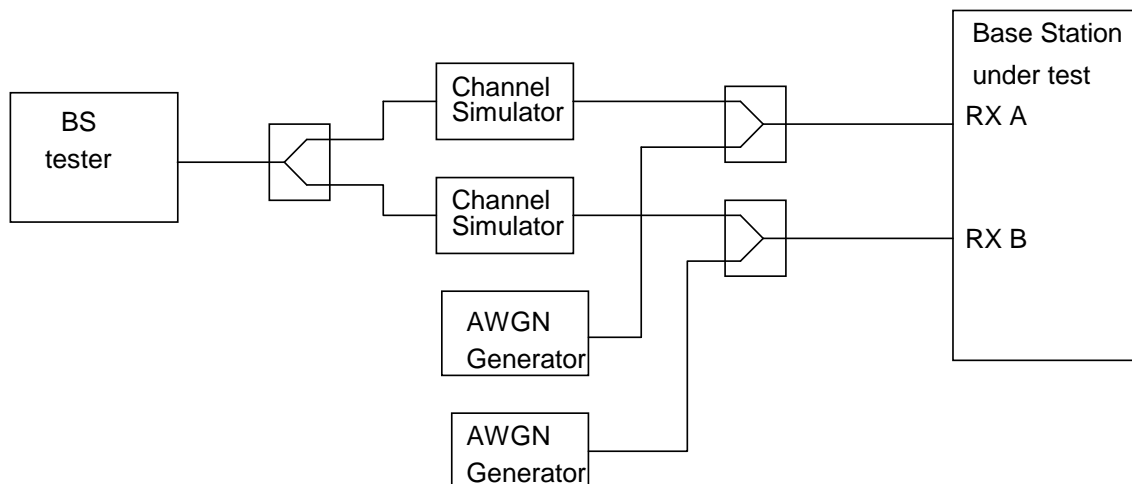 BS
tester
Channel
Simulator
Channel
Simulator
AWGN
Generator
AWGN
Generator
Base Station
under test
RX A
RX B